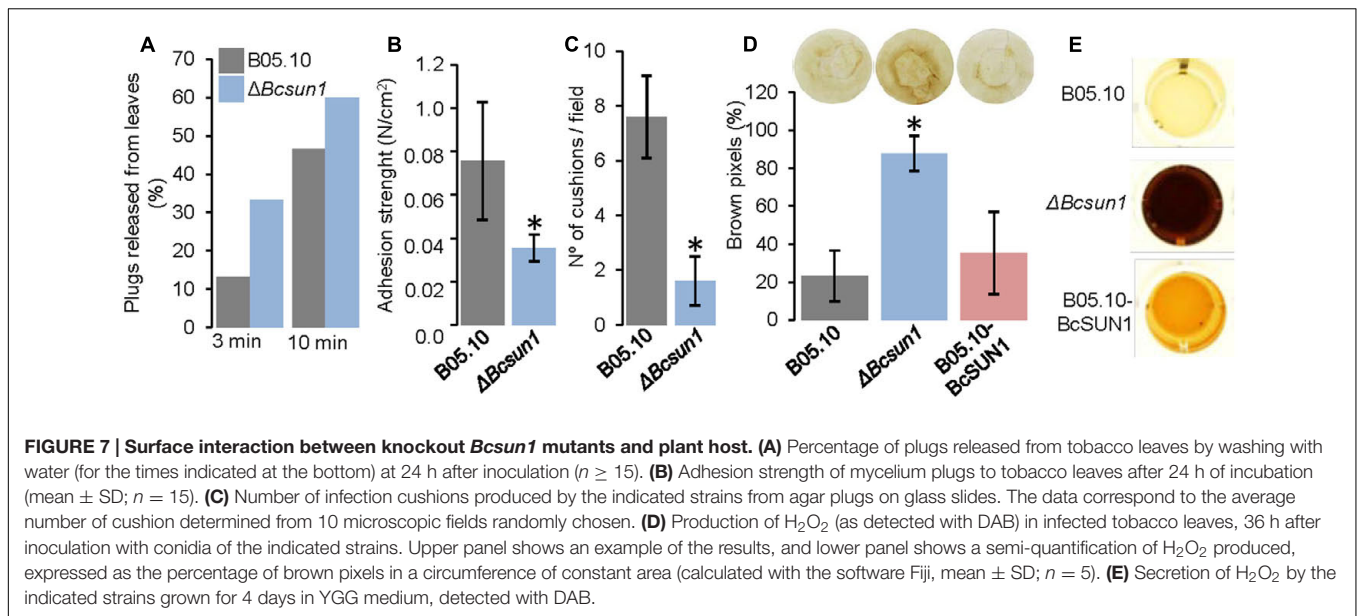 A
70
60
50
40
30
20
10
0
Plugs released from leaves
(%)
B05.10
ΔBcsun1
3 min
10 min
B
1.2
1.0
0.08
0.06
0.04
0.02
0.0
Adhesion strenght (N/cm²)
*
B05.10
ΔBcsun1
C
10
8
6
4
2
0
Nº of cushions / field
*
B05.10
ΔBcsun1
D
120
100
80
60
40
20
0
Brown pixels (%)
*
B05.10
ΔBcsun1
B05.10-
BcSUN1
E
B05.10
ΔBcsun1
B05.10-
BcSUN1
FIGURE 7 | Surface interaction between knockout Bcsun1 mutants and plant host. (A) Percentage of plugs released from tobacco leaves by washing with
water (for the times indicated at the bottom) at 24 h after inoculation (n ≥ 15). (B) Adhesion strength of mycelium plugs to tobacco leaves after 24 h of incubation
(mean ± SD; n = 15). (C) Number of infection cushions produced by the indicated strains from agar plugs on glass slides. The data correspond to the average
number of cushion determined from 10 microscopic fields randomly chosen. (D) Production of H₂O₂ (as detected with DAB) in infected tobacco leaves, 36 h after
inoculation with conidia of the indicated strains. Upper panel shows an example of the results, and lower panel shows a semi-quantification of H₂O₂ produced,
expressed as the percentage of brown pixels in a circumference of constant area (calculated with the software Fiji, mean ± SD; n = 5). (E) Secretion of H₂O₂ by the
indicated strains grown for 4 days in YGG medium, detected with DAB.